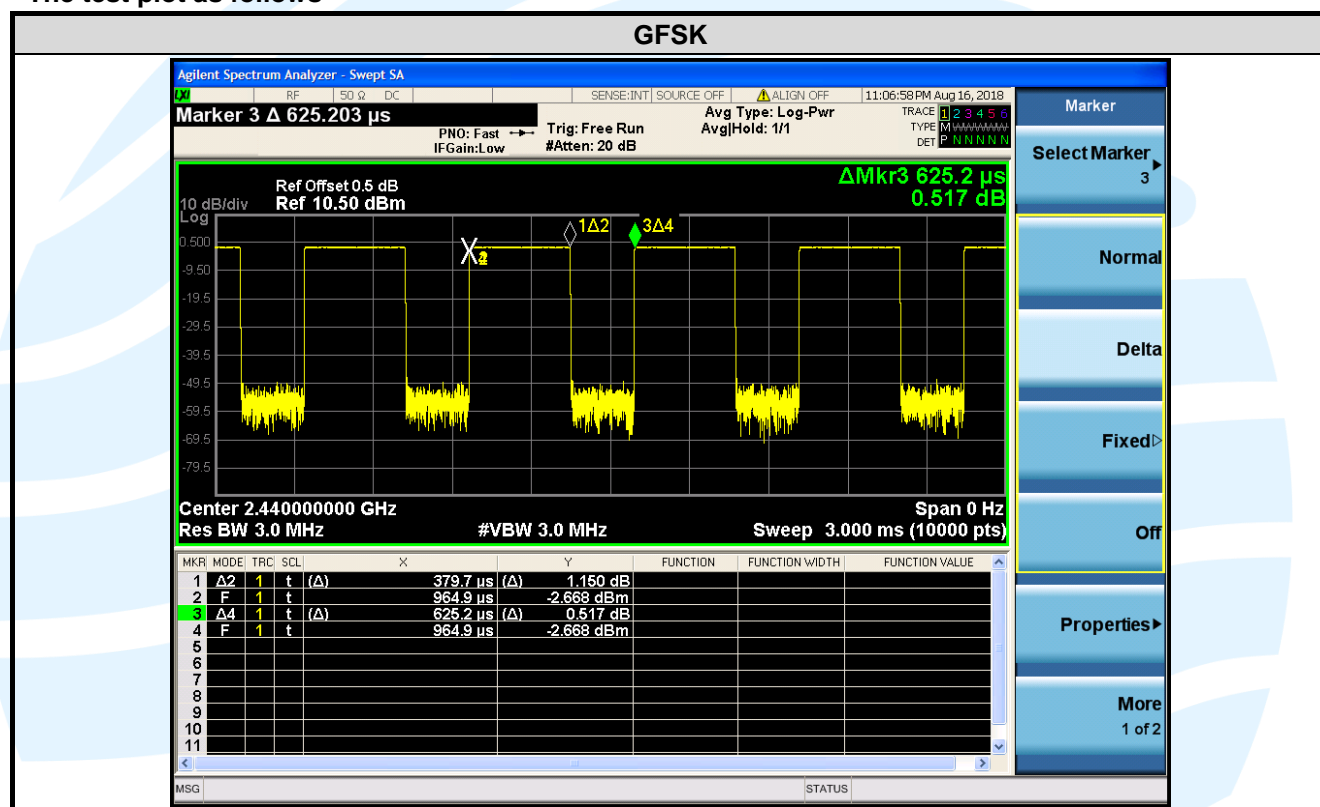 The test plot as follows
GFSK
Agilent Spectrum Analyzer - Swept SA
LXI RF 50 Ω DC SENSE:INT SOURCE OFF ALIGN OFF 11:06:58 PM Aug 16, 2018
Marker 3 Δ 625.203 µs
PNO: Fast
IFGain:Low
Trig: Free Run
#Atten: 20 dB
Avg Type: Log-Pwr
Avg|Hold: 1/1
TRACE 1 2 3 4 5 6
TYPE M WWWWW
DET P N N N N N
ΔMkr3 625.2 µs
0.517 dB
Ref Offset 0.5 dB
10 dB/div Ref 10.50 dBm
Log
1Δ2 3Δ4
0.500
-9.50
-19.5
-29.5
-39.5
-49.5
-59.5
-69.5
-79.5
Center 2.440000000 GHz Span 0 Hz
Res BW 3.0 MHz #VBW 3.0 MHz Sweep 3.000 ms (10000 pts)
MKR MODE TRC SCL X Y FUNCTION FUNCTION WIDTH FUNCTION VALUE
1 Δ2 1 t (Δ) 379.7 µs (Δ) 1.150 dB
2 F 1 t 964.9 µs -2.668 dBm
3 Δ4 1 t (Δ) 625.2 µs (Δ) 0.517 dB
4 F 1 t 964.9 µs -2.668 dBm
5
6
7
8
9
10
11
MSG STATUS
Marker
Select Marker
3
Normal
Delta
Fixed
Off
Properties
More
1 of 2